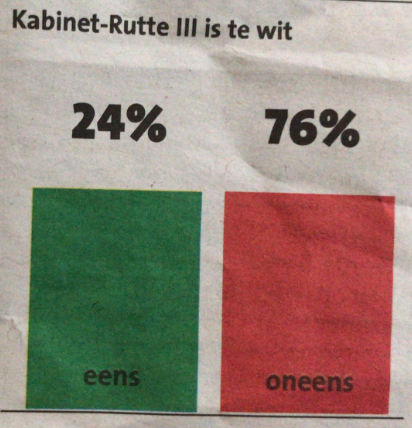 Kabinet-Rutte III is te wit
24% 76%
eens oneens